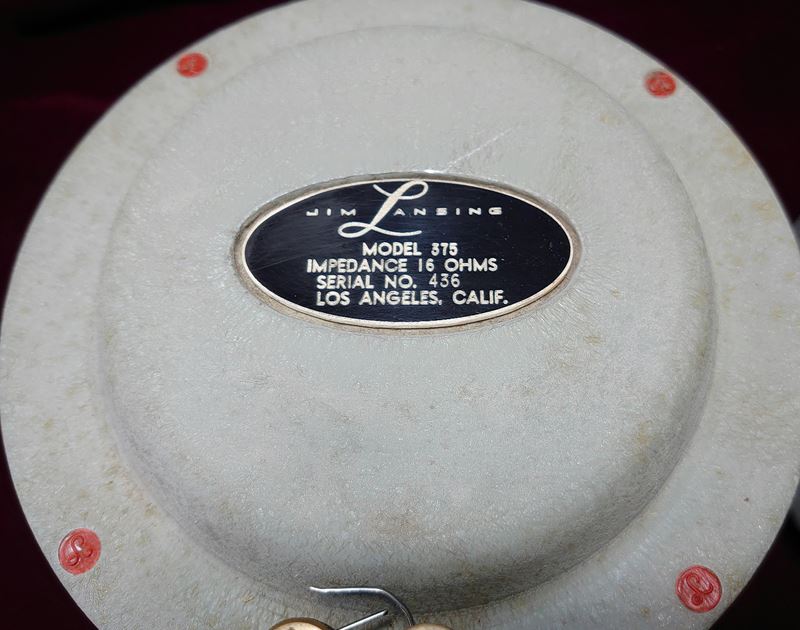 JIM LANSING
MODEL 375
IMPEDANCE 16 OHMS
SERIAL NO. 436
LOS ANGELES, CALIF.